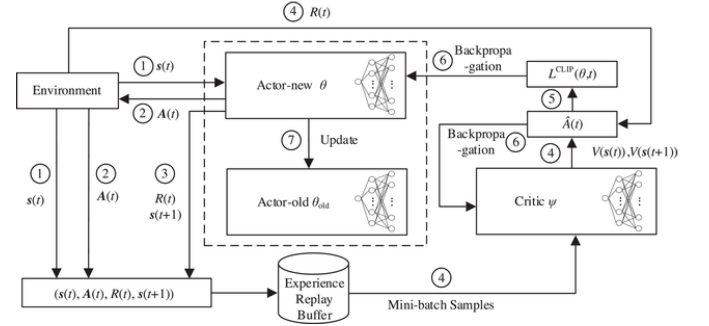 ④ R(t)
① s(t)
Environment
② A(t)
Actor-new θ
⑥ Backpropa
-gation
L^CLIP(θ,t)
⑤
Â(t)
① 
s(t)
②
A(t)
③
R(t)
s(t+1)
⑦ Update
Backpropa
-gation ⑥
④ V(s(t)),V(s(t+1))
Actor-old θold
Critic ψ
(s(t), A(t), R(t), s(t+1))
Experience
Replay
Buffer
④
Mini-batch Samples